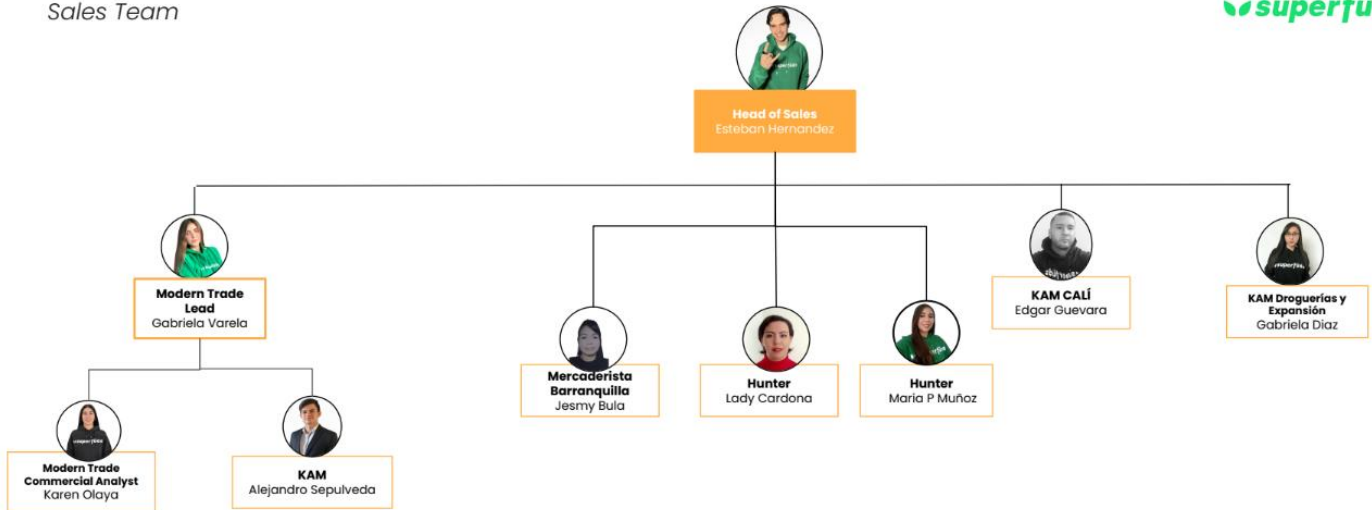 Sales Team
Head of Sales
Esteban Hernandez
Modern Trade
Lead
Gabriela Varela
KAM CALÍ
Edgar Guevara
KAM Droguerías y
Expansión
Gabriela Diaz
Mercaderista
Barranquilla
Jesmy Bula
Hunter
Lady Cardona
Hunter
Maria P Muñoz
Modern Trade
Commercial Analyst
Karen Olaya
KAM
Alejandro Sepulveda